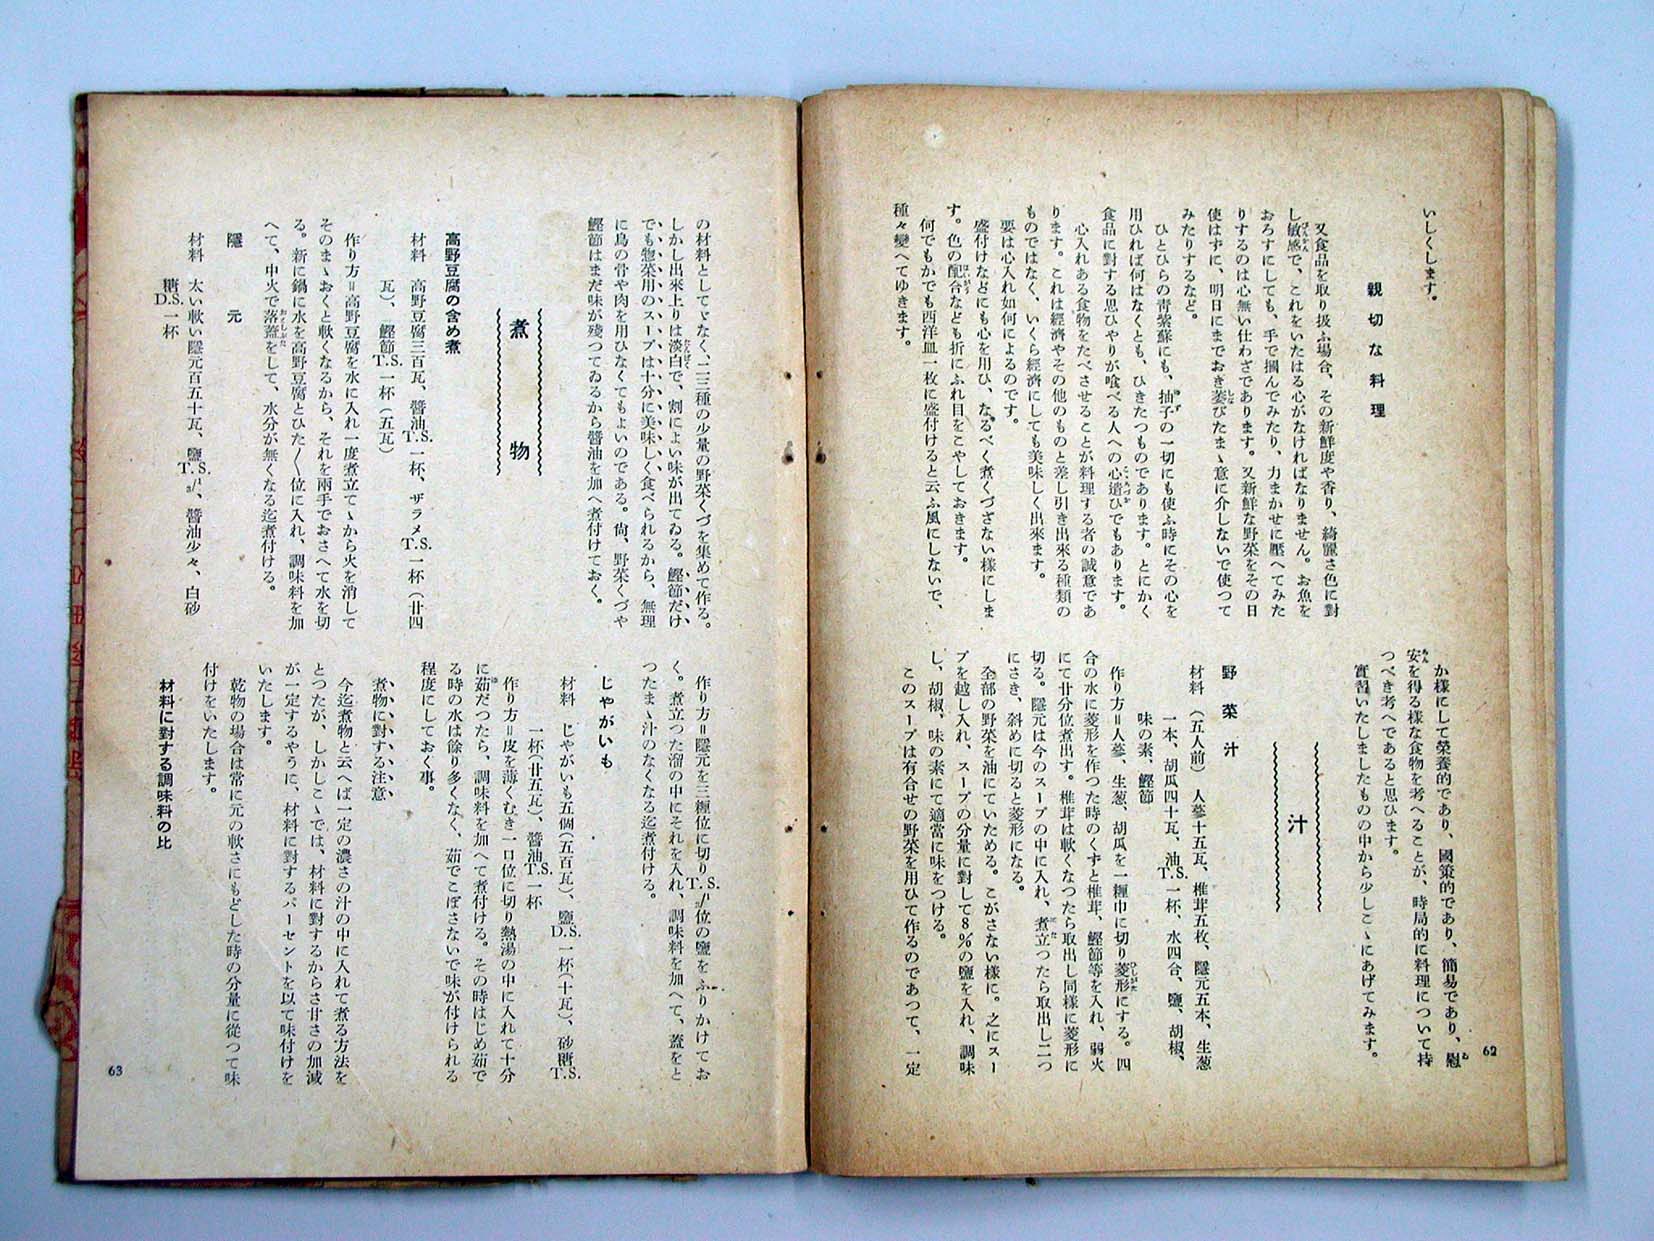 いしくします。
親切な料理
又食品を取り扱ふ場合、その新鮮度や香り、綺麗さ色に對
し敏感で、これをいたはる心がなければなりません。お魚を
おろすにしても、手で摑んでみたり、力まかせに壓へてみた
りするのは心無い仕わざであります。又新鮮な野菜をその日
使はずに、明日にまでおき萎びたまゝ意に介しないで使つて
みたりするなど。
ひとひらの靑紫蘇にも、柚子の一切にも使ふ時にその心を
用ひれば何はなくとも、ひきたつものであります。とにかく
食品に對する思ひやりが喰べる人への心遣ひでもあります。
心入れある食物をたべさせることが料理する者の誠意であ
ります。これは經濟やその他のものと差し引き出來る種類の
ものではなく、いくら經濟にしても美味しく出來ます。
要は心入れ如何によるのです。
盛付けなどにも心を用ひ、なるべく煮くづざない樣にしま
す。色の配合なども折にふれ目をこやしておきます。
何でもかでも西洋皿一枚に盛付けると云ふ風にしないで、
種々變へてゆきます。
か樣にして榮養的であり、國策的であり、簡易であり、慰
安を得る樣な食物を考へることが、時局的に料理について持
つべき考へであると思ひます。
實習いたしましたものの中から少しこゝにあげてみます。
汁
野菜汁
材料（五人前）人蔘十五瓦、椎茸五枚、隱元五本、生葱
一本、胡瓜四十瓦、油T.S.一杯、水四合、鹽、胡椒、
味の素、鰹節
作り方＝人蔘、生葱、胡瓜を一糎巾に切り菱形にする。四
合の水に菱形を作つた時のくずと椎茸、鰹節等を入れ、弱火
にて廿分位煮出す。椎茸は軟くなつたら取出し同樣に菱形に
切る。隱元は今のスープの中に入れ、煮立つたら取出し二つ
にさき、斜めに切ると菱形になる。
全部の野菜を油にていためる。こがさない樣に。之にスー
プを越し入れ、スープの分量に對して8％の鹽を入れ、調味
し、胡椒、味の素にて適當に味をつける。
このスープは有合せの野菜を用ひて作るのであつて、一定
62
の材料としてゞなく、二三種の少量の野菜くづを集めて作る。
しかし出來上りは淡白で、割によい味が出てゐる。鰹節だけ
でも惣菜用のスープは十分に美味しく食べられるから、無理
に鳥の骨や肉を用ひなくてもよいのである。尙、野菜くづや
鰹節はまだ味が殘つてゐるから醬油を加へ煮付けておく。
煮物
高野豆腐の含め煮
材料　高野豆腐三百瓦、醬油T.S.一杯、ザラメT.S.一杯（廿四
瓦）、鰹節T.S.一杯（五瓦）
作り方＝高野豆腐を水に入れ一度煮立てゝから火を消して
そのまゝおくと軟くなるから、それを兩手でおさへて水を切
る。新に鍋に水を高野豆腐とひた〳〵位に入れ、調味料を加
へて、中火で落蓋をして、水分が無くなる迄煮付ける。
隱元
材料　太い軟い隱元百五十瓦、鹽T.S.1/3、醬油少々、白砂
糖D.S.一杯
作り方＝隱元を三糎位に切りT.S.1/3位の鹽をふりかけてお
く。煮立つた溜の中にそれを入れ、調味料を加へて、蓋をと
つたまゝ汁のなくなる迄煮付ける。
じやがいも
材料　じやがいも五個（五百瓦）、鹽D.S.一杯（十瓦）、砂糖T.S.
一杯（廿五瓦）、醬油T.S.一杯
作り方＝皮を薄くむき一口位に切り熱湯の中に入れて十分
に茹だつたら、調味料を加へて煮付ける。その時はじめ茹で
る時の水は餘り多くなく、茹でこぼさないで味が付けられる
程度にしておく事。
煮物に對する注意
今迄煮物と云へば一定の濃さの汁の中に入れて煮る方法を
とつたが、しかしこゝでは、材料に對するからさ甘さの加減
が一定するやうに、材料に對するパーセントを以て味付けを
いたします。
乾物の場合は常に元の軟さにもどした時の分量に從つて味
付けをいたします。
材料に對する調味料の比
63